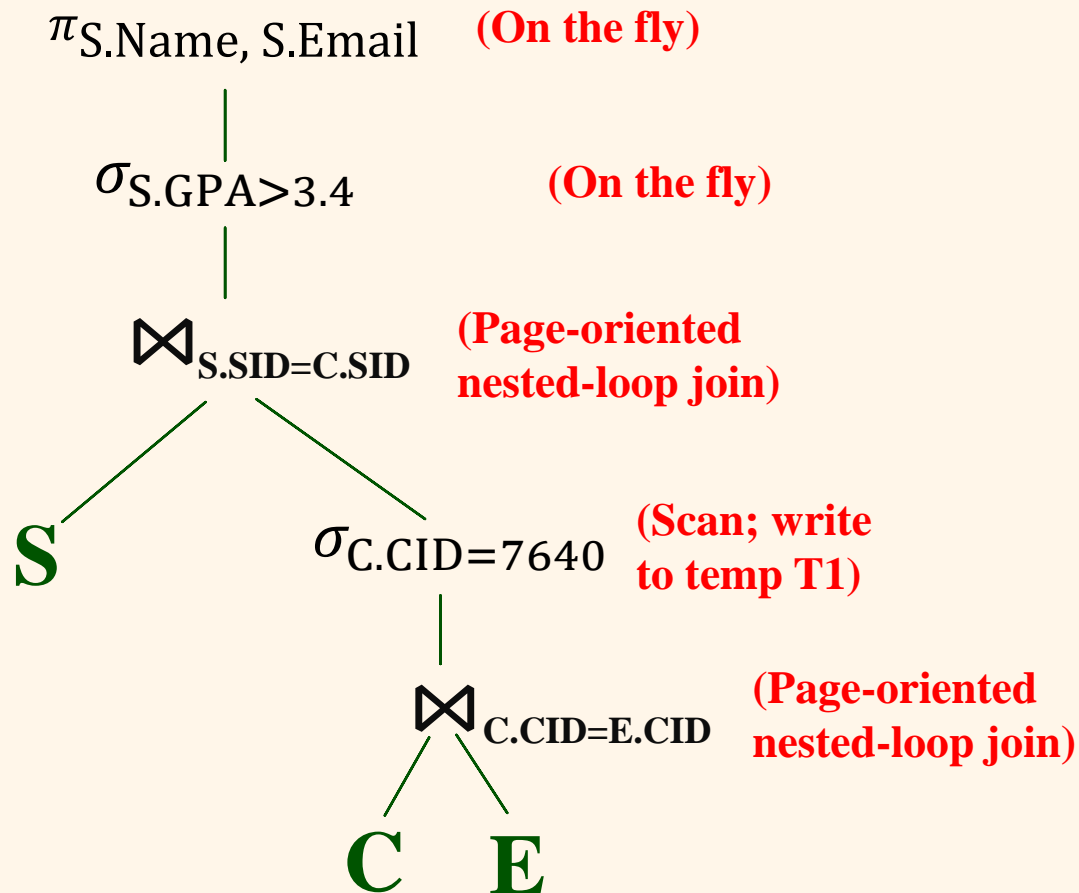 πS.Name, S.Email (On the fly)
σS.GPA>3.4 (On the fly)
⋈S.SID=C.SID (Page-oriented
nested-loop join)
S
σC.CID=7640 (Scan; write
to temp T1)
⋈C.CID=E.CID (Page-oriented
nested-loop join)
C E